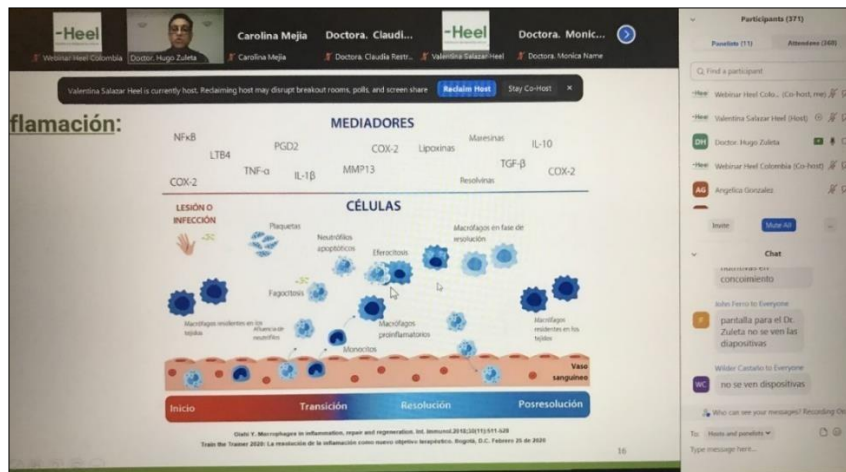 -Heel
Webinar Heel Colombia
Doctor. Hugo Zuleta
Carolina Mejia
Carolina Mejia
Doctora. Claudi...
Doctora. Claudia Restr...
-Heel
Valentina Salazar Heel
Doctora. Monic...
Doctora. Monica Name
Valentina Salazar Heel is currently host. Reclaiming host may disrupt breakout rooms, polls, and screen share
Reclaim Host
Stay Co-Host
flamación:
MEDIADORES
NFκB
LTB4
PGD2
COX-2
Lipoxinas
Maresinas
IL-10
COX-2
TNF-α
IL-1β
MMP13
Resolvinas
TGF-β
COX-2
CÉLULAS
LESIÓN O
INFECCIÓN
Plaquetas
Neutrófilos
apoptóticos
Eferocitosis
Macrófagos en fase de
resolución
Fagocitosis
Macrófagos residentes en los
tejidos
Afluencia de
neutrófilos
Monocitos
Macrófagos
proinflamatorios
Macrófagos
residentes en los
tejidos
Vaso
sanguíneo
Inicio
Transición
Resolución
Posresolución
Oishi Y. Macrophages in inflammation, repair and regeneration. Int. Immunol.2018;30(11):511-528
Train the Trainer 2020: La resolución de la inflamación como nuevo objetivo terapéutico. Bogotá, D.C. Febrero 25 de 2020
16
Participants (371)
Panelists (11)
Attendees (360)
Find a participant
-Heel Webinar Heel Colo... (Co-host, me)
-Heel Valentina Salazar Heel (Host)
DH Doctor. Hugo Zuleta
-Heel Webinar Heel Colombia (Co-host)
AG Angelica Gonzales
Invite
Mute All
Chat
concoimiento
John Ferro to Everyone
pantalla para el Dr.
Zuleta no se ven las
diapositivas
Wilder Castaño to Everyone
WC
no se ven dispositivas
Who can see your messages? Recording On
To: Hosts and panelists
Type message here...